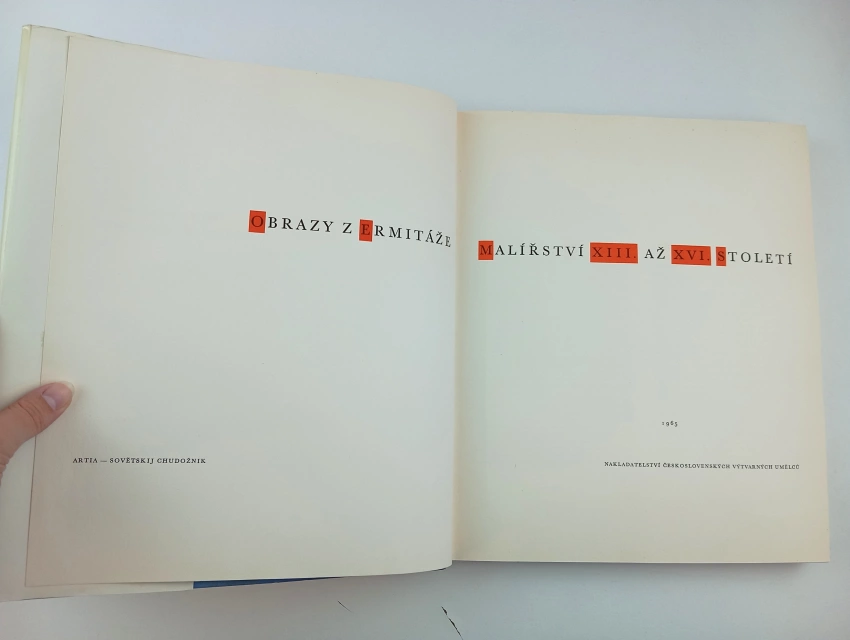 OBRAZY Z ERMITÁŽE
ARTIA — SOVĚTSKIJ CHUDOŽNIK
MALÍŘSTVÍ XIII. AŽ XVI. STOLETÍ
1965
NAKLADATELSTVÍ ČESKOSLOVENSKÝCH VÝTVARNÝCH UMĚLCŮ